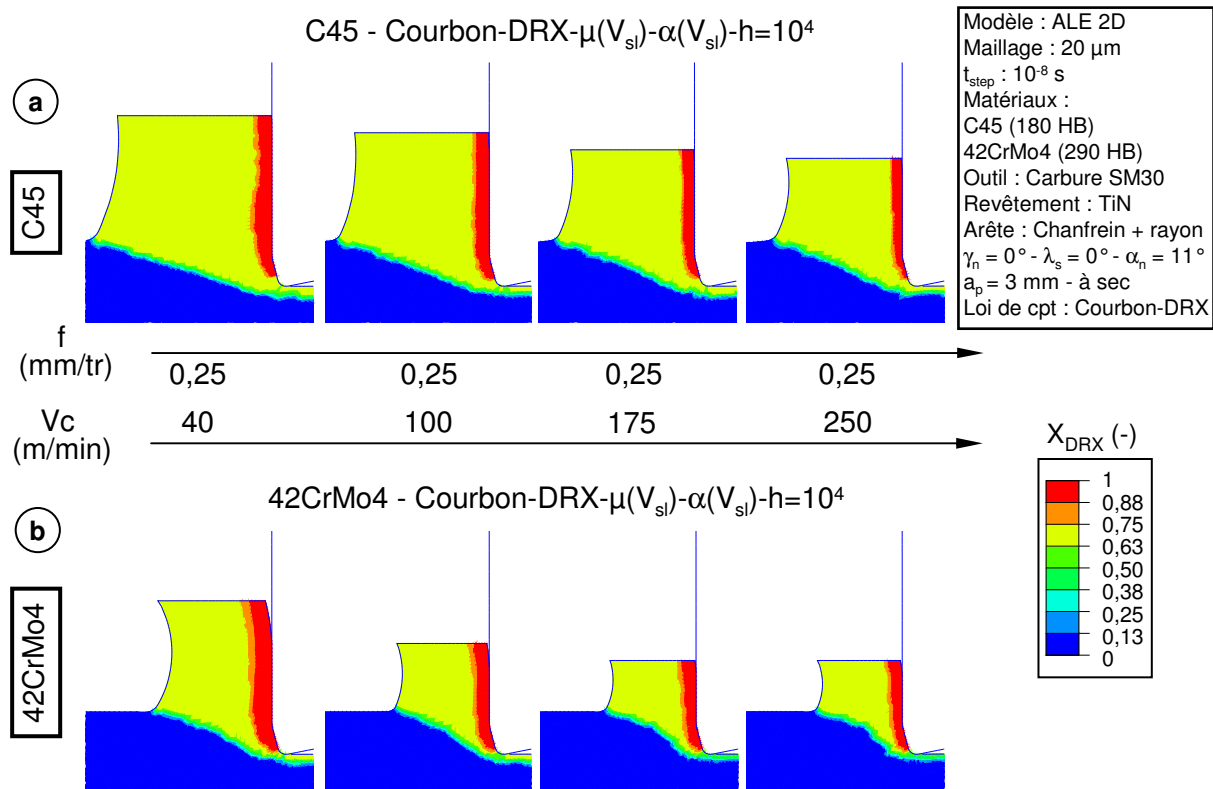 C45 - Courbon-DRX-μ(Vsl)-α(Vsl)-h=10⁴
Modèle : ALE 2D
Maillage : 20 μm
tstep : 10⁻⁸ s
Matériaux :
C45 (180 HB)
42CrMo4 (290 HB)
Outil : Carbure SM30
Revêtement : TiN
Arête : Chanfrein + rayon
γn = 0° - λs = 0° - αn = 11°
ap = 3 mm - à sec
Loi de cpt : Courbon-DRX
a
C45
f
(mm/tr)
0,25 0,25 0,25 0,25
Vc
(m/min)
40 100 175 250
42CrMo4 - Courbon-DRX-μ(Vsl)-α(Vsl)-h=10⁴
b
42CrMo4
XDRX (-)
1
0,88
0,75
0,63
0,50
0,38
0,25
0,13
0